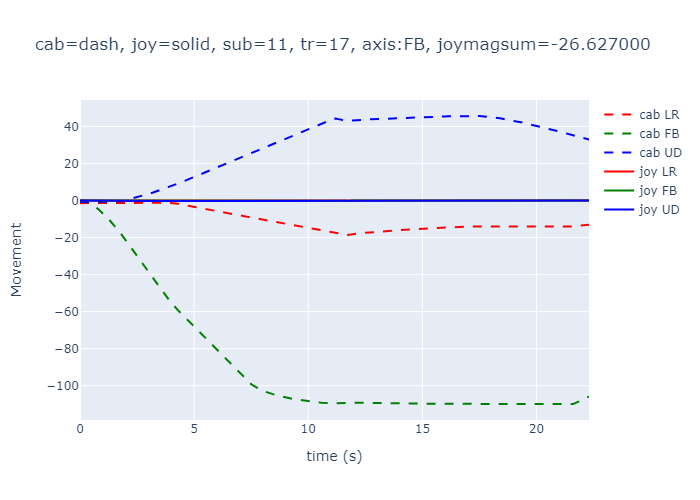 cab=dash, joy=solid, sub=11, tr=17, axis:FB, joymagsum=-26.627000
cab LR
cab FB
cab UD
joy LR
joy FB
joy UD
Movement
40
20
0
−20
−40
−60
−80
−100
0
5
10
15
20
time (s)